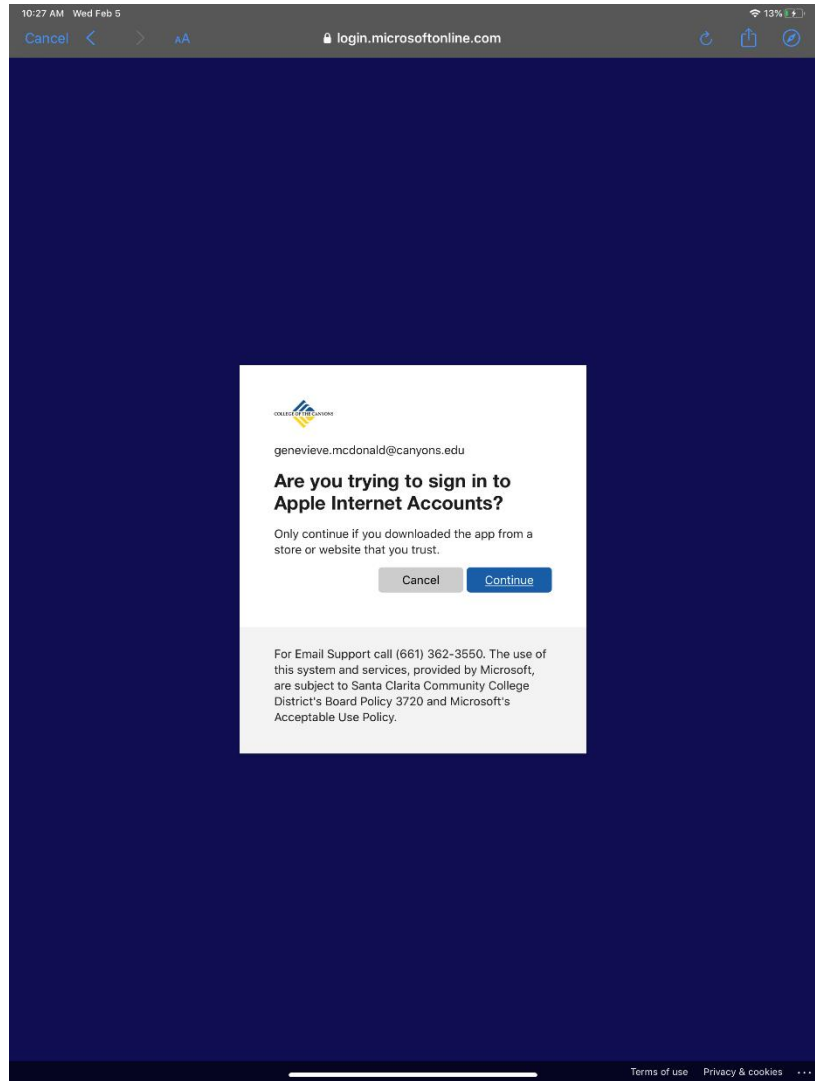 10:27 AM Wed Feb 5
13%
Cancel
AA
login.microsoftonline.com
COLLEGE OF THE CANYONS
genevieve.mcdonald@canyons.edu
Are you trying to sign in to
Apple Internet Accounts?
Only continue if you downloaded the app from a
store or website that you trust.
Cancel
Continue
For Email Support call (661) 362-3550. The use of
this system and services, provided by Microsoft,
are subject to Santa Clarita Community College
District's Board Policy 3720 and Microsoft's
Acceptable Use Policy.
Terms of use Privacy & cookies ...